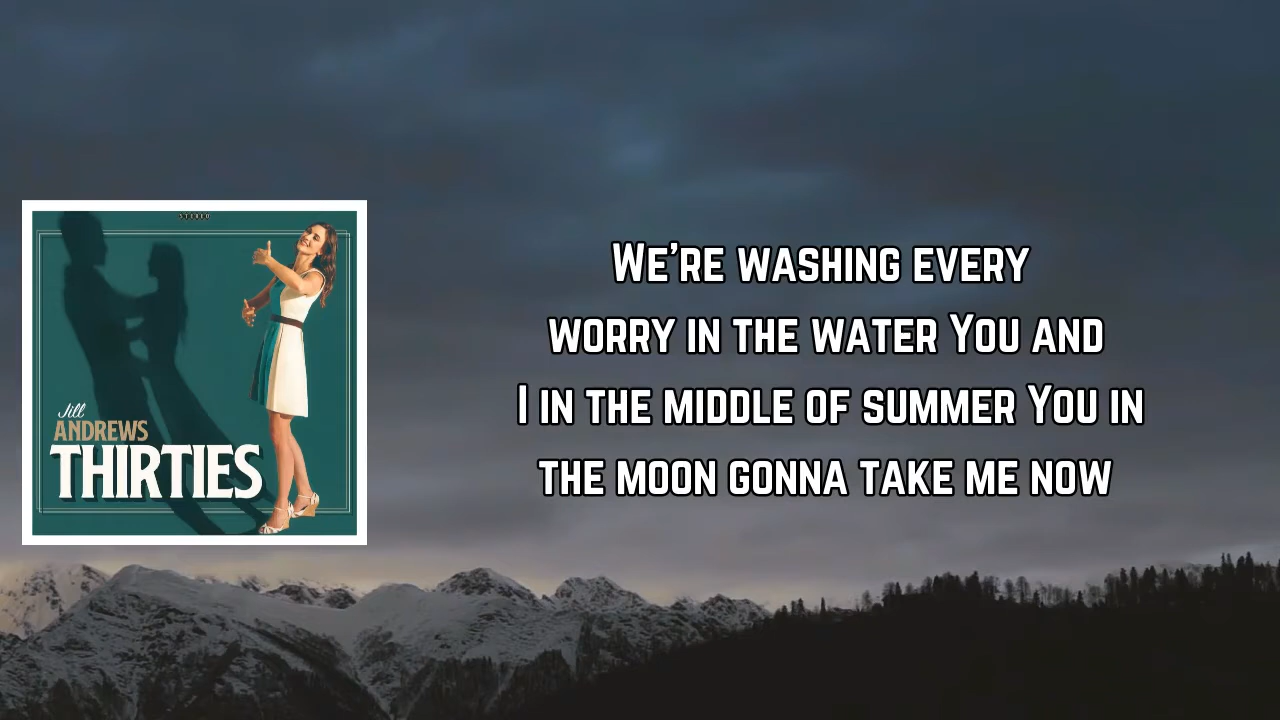 STEREO
Jill
ANDREWS
THIRTIES
We're washing every
worry in the water You and
I in the middle of summer You in
the moon gonna take me now